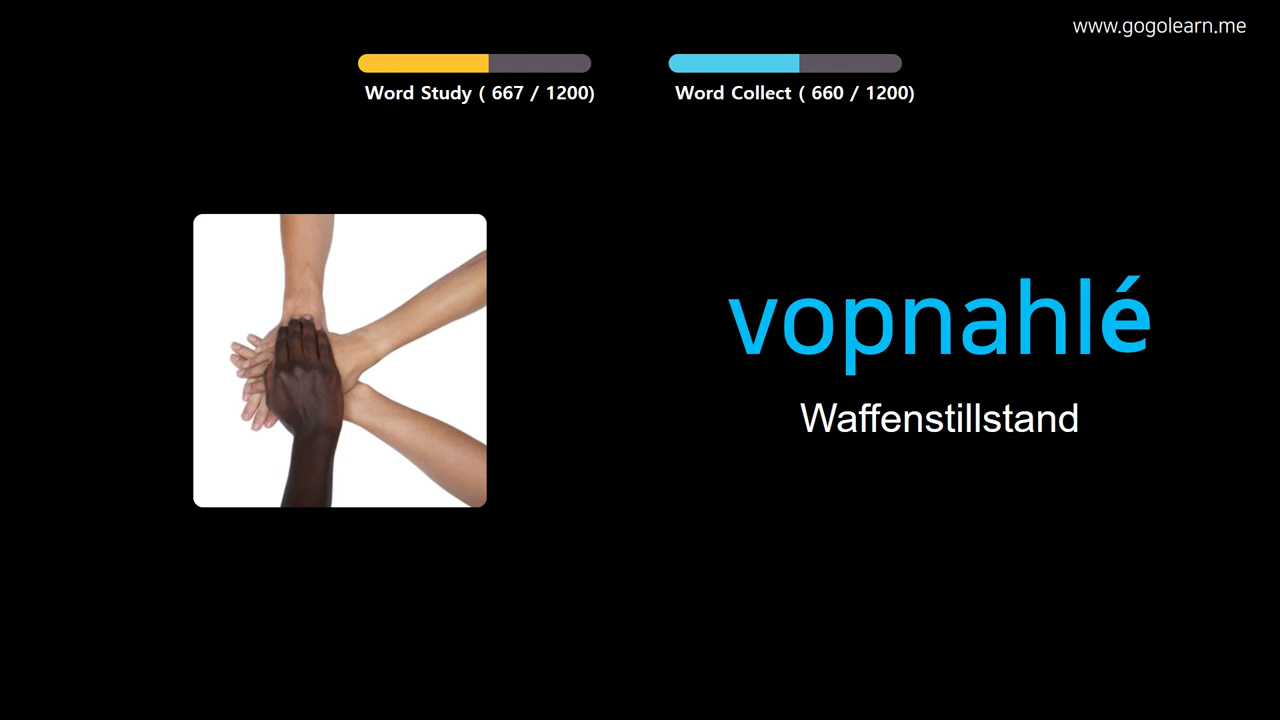 www.gogolearn.me
Word Study ( 667 / 1200)
Word Collect ( 660 / 1200)
vopnahlé
Waffenstillstand